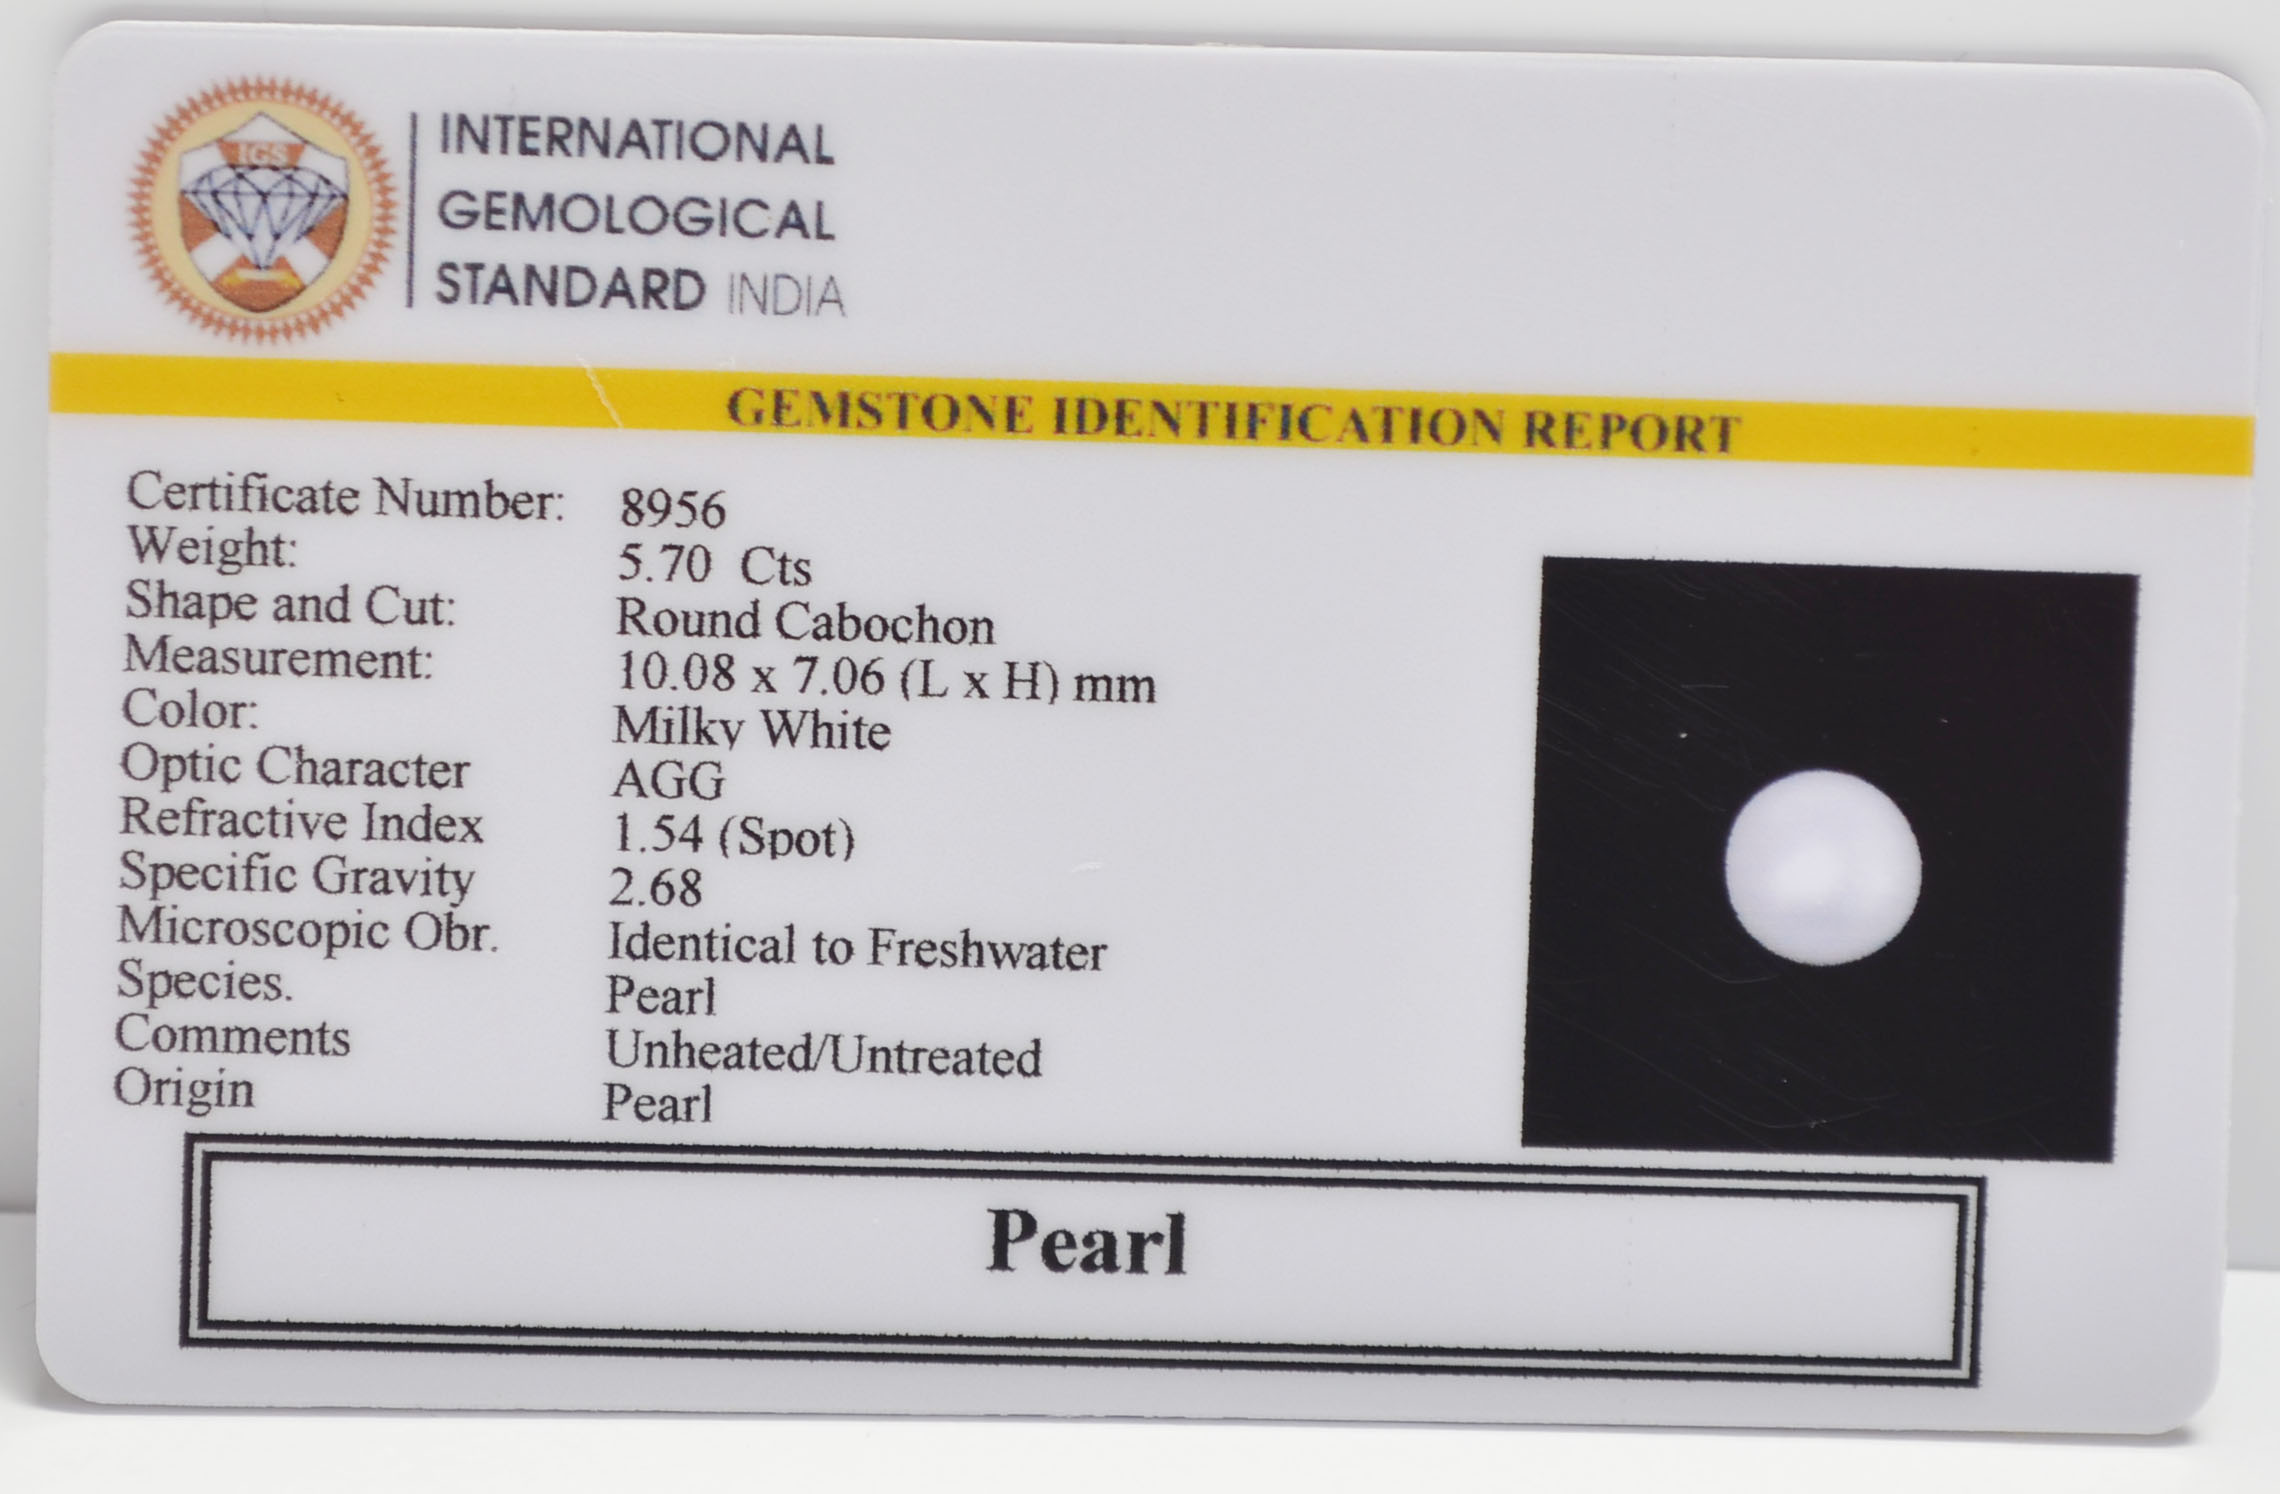 IGS
INTERNATIONAL
GEMOLOGICAL
STANDARD INDIA
GEMSTONE IDENTIFICATION REPORT
Certificate Number: 8956
Weight: 5.70 Cts
Shape and Cut: Round Cabochon
Measurement: 10.08 x 7.06 (L x H) mm
Color: Milky White
Optic Character AGG
Refractive Index 1.54 (Spot)
Specific Gravity 2.68
Microscopic Obr. Identical to Freshwater
Species. Pearl
Comments Unheated/Untreated
Origin Pearl
Pearl